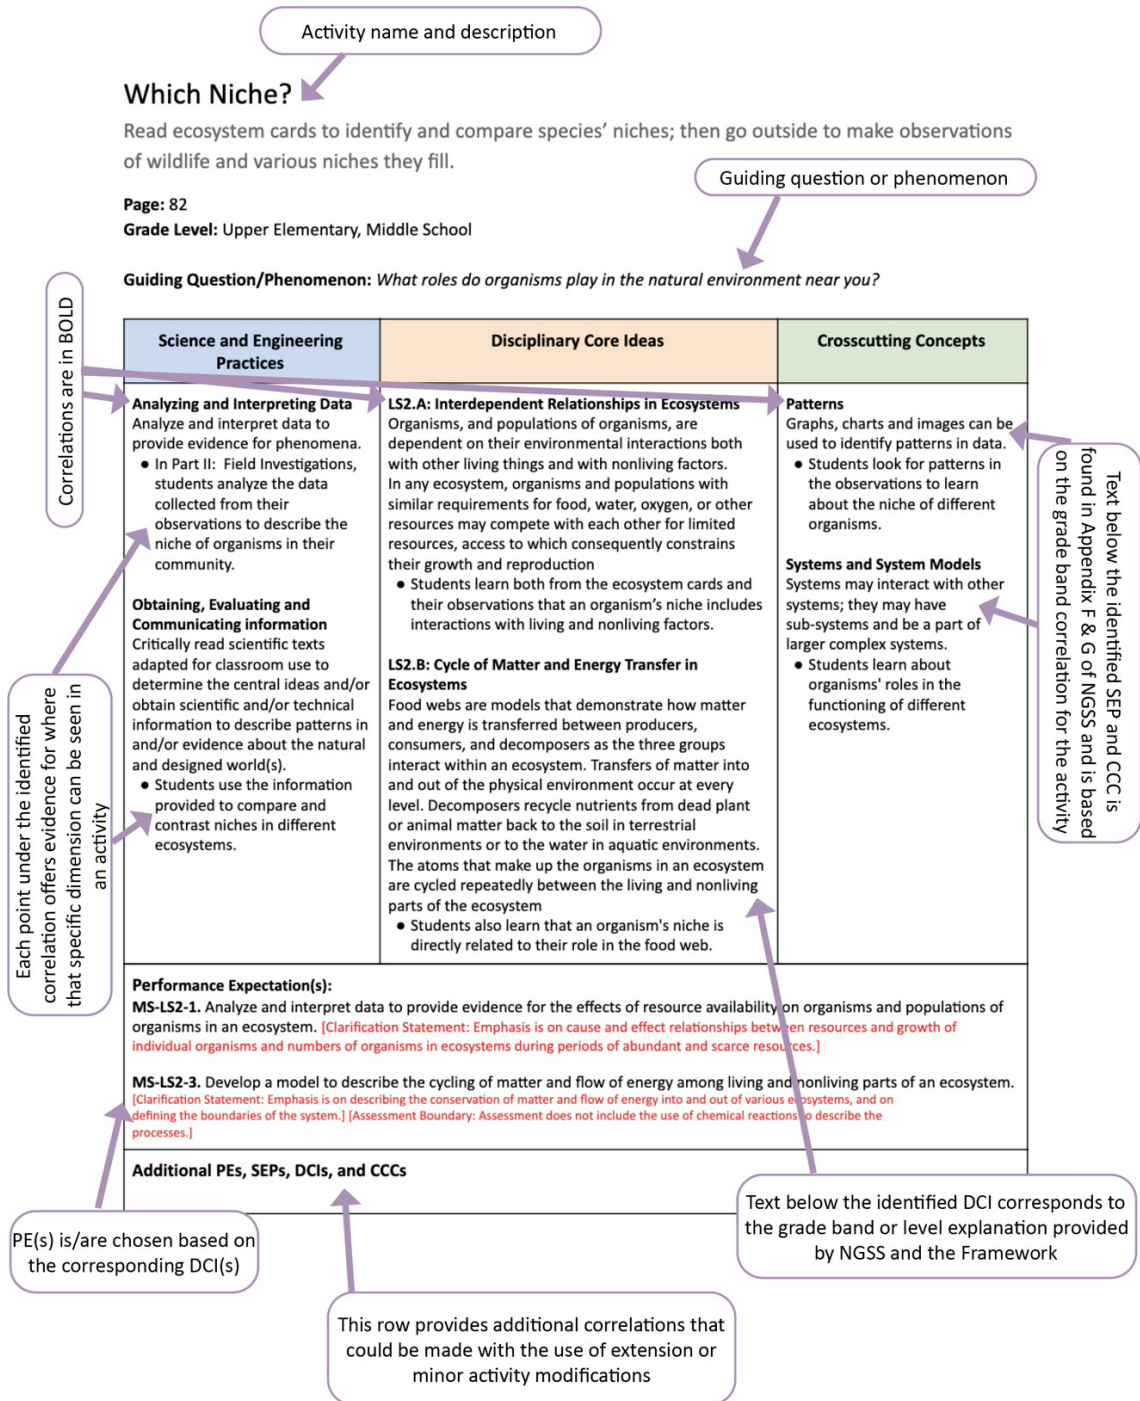 Activity name and description
Which Niche?
Read ecosystem cards to identify and compare species' niches; then go outside to make observations
of wildlife and various niches they fill.
Guiding question or phenomenon
Page: 82
Grade Level: Upper Elementary, Middle School
Guiding Question/Phenomenon: What roles do organisms play in the natural environment near you?
Correlations are in BOLD
Science and Engineering
Practices
Analyzing and Interpreting Data
Analyze and interpret data to
provide evidence for phenomena.
● In Part II: Field Investigations,
students analyze the data
collected from their
observations to describe the
niche of organisms in their
community.
Obtaining, Evaluating and
Communicating information
Critically read scientific texts
adapted for classroom use to
determine the central ideas and/or
obtain scientific and/or technical
information to describe patterns in
and/or evidence about the natural
and designed world(s).
● Students use the information
provided to compare and
contrast niches in different
ecosystems.
Disciplinary Core Ideas
LS2.A: Interdependent Relationships in Ecosystems
Organisms, and populations of organisms, are
dependent on their environmental interactions both
with other living things and with nonliving factors.
In any ecosystem, organisms and populations with
similar requirements for food, water, oxygen, or other
resources may compete with each other for limited
resources, access to which consequently constrains
their growth and reproduction
● Students learn both from the ecosystem cards and
their observations that an organism's niche includes
interactions with living and nonliving factors.
LS2.B: Cycle of Matter and Energy Transfer in
Ecosystems
Food webs are models that demonstrate how matter
and energy is transferred between producers,
consumers, and decomposers as the three groups
interact within an ecosystem. Transfers of matter into
and out of the physical environment occur at every
level. Decomposers recycle nutrients from dead plant
or animal matter back to the soil in terrestrial
environments or to the water in aquatic environments.
The atoms that make up the organisms in an ecosystem
are cycled repeatedly between the living and nonliving
parts of the ecosystem
● Students also learn that an organism's niche is
directly related to their role in the food web.
Crosscutting Concepts
Patterns
Graphs, charts and images can be
used to identify patterns in data.
● Students look for patterns in
the observations to learn
about the niche of different
organisms.
Systems and System Models
Systems may interact with other
systems; they may have
sub-systems and be a part of
larger complex systems.
● Students learn about
organisms' roles in the
functioning of different
ecosystems.
Text below the identified SEP and CCC is
found in Appendix F & G of NGSS and is based
on the grade band correlation for the activity
Each point under the identified
correlation offers evidence for where
that specific dimension can be seen in
an activity
Performance Expectation(s):
MS-LS2-1. Analyze and interpret data to provide evidence for the effects of resource availability on organisms and populations of
organisms in an ecosystem. [Clarification Statement: Emphasis is on cause and effect relationships between resources and growth of
individual organisms and numbers of organisms in ecosystems during periods of abundant and scarce resources.]
MS-LS2-3. Develop a model to describe the cycling of matter and flow of energy among living and nonliving parts of an ecosystem.
[Clarification Statement: Emphasis is on describing the conservation of matter and flow of energy into and out of various ecosystems, and on
defining the boundaries of the system.] [Assessment Boundary: Assessment does not include the use of chemical reactions to describe the
processes.]
Additional PEs, SEPs, DCIs, and CCCs
PE(s) is/are chosen based on
the corresponding DCI(s)
Text below the identified DCI corresponds to
the grade band or level explanation provided
by NGSS and the Framework
This row provides additional correlations that
could be made with the use of extension or
minor activity modifications